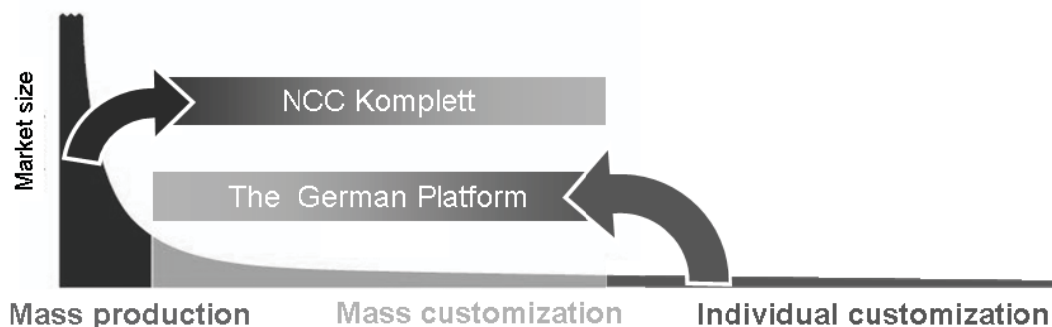 Market size
NCC Komplett
The German Platform
Mass production
Mass customization
Individual customization